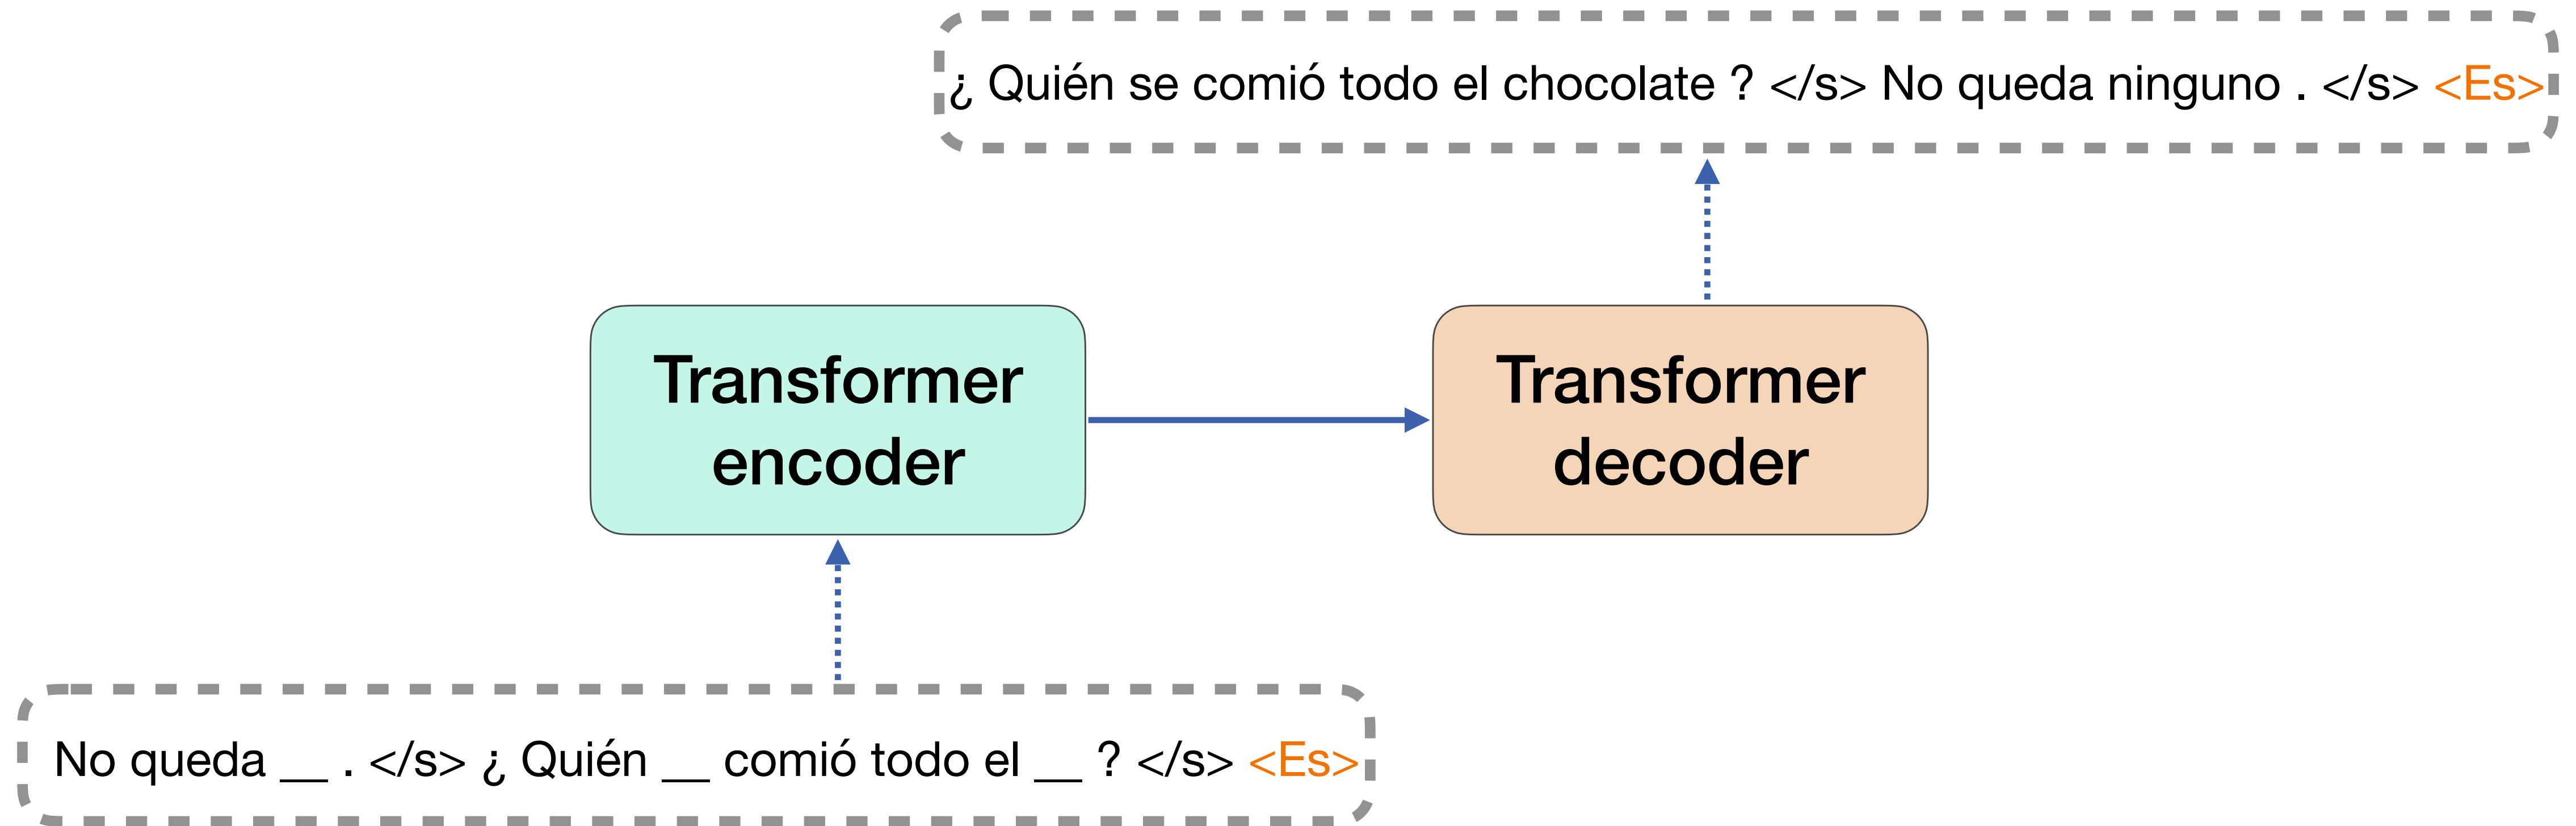 ¿ Quién se comió todo el chocolate ? </s> No queda ninguno . </s> <Es>
Transformer
encoder
Transformer
decoder
No queda __ . </s> ¿ Quién __ comió todo el __ ? </s> <Es>